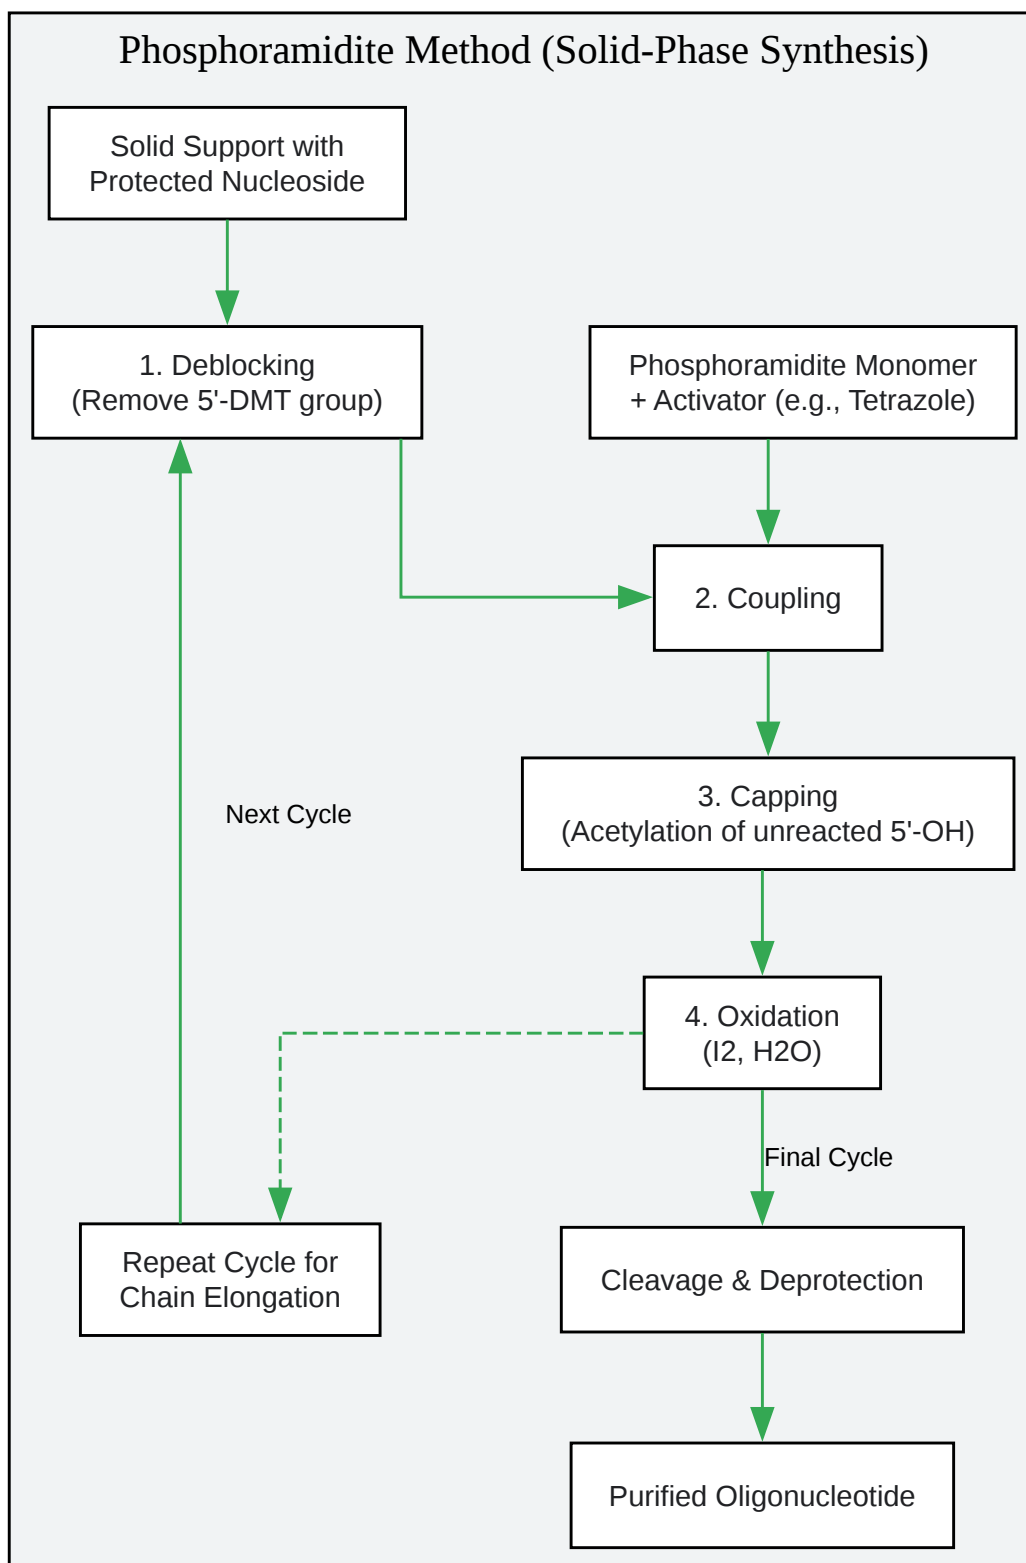 Phosphoramidite Method (Solid-Phase Synthesis)
Solid Support with
Protected Nucleoside
1. Deblocking
(Remove 5'-DMT group)
Phosphoramidite Monomer
+ Activator (e.g., Tetrazole)
2. Coupling
3. Capping
(Acetylation of unreacted 5'-OH)
Next Cycle
4. Oxidation
(I2, H2O)
Final Cycle
Repeat Cycle for
Chain Elongation
Cleavage & Deprotection
Purified Oligonucleotide